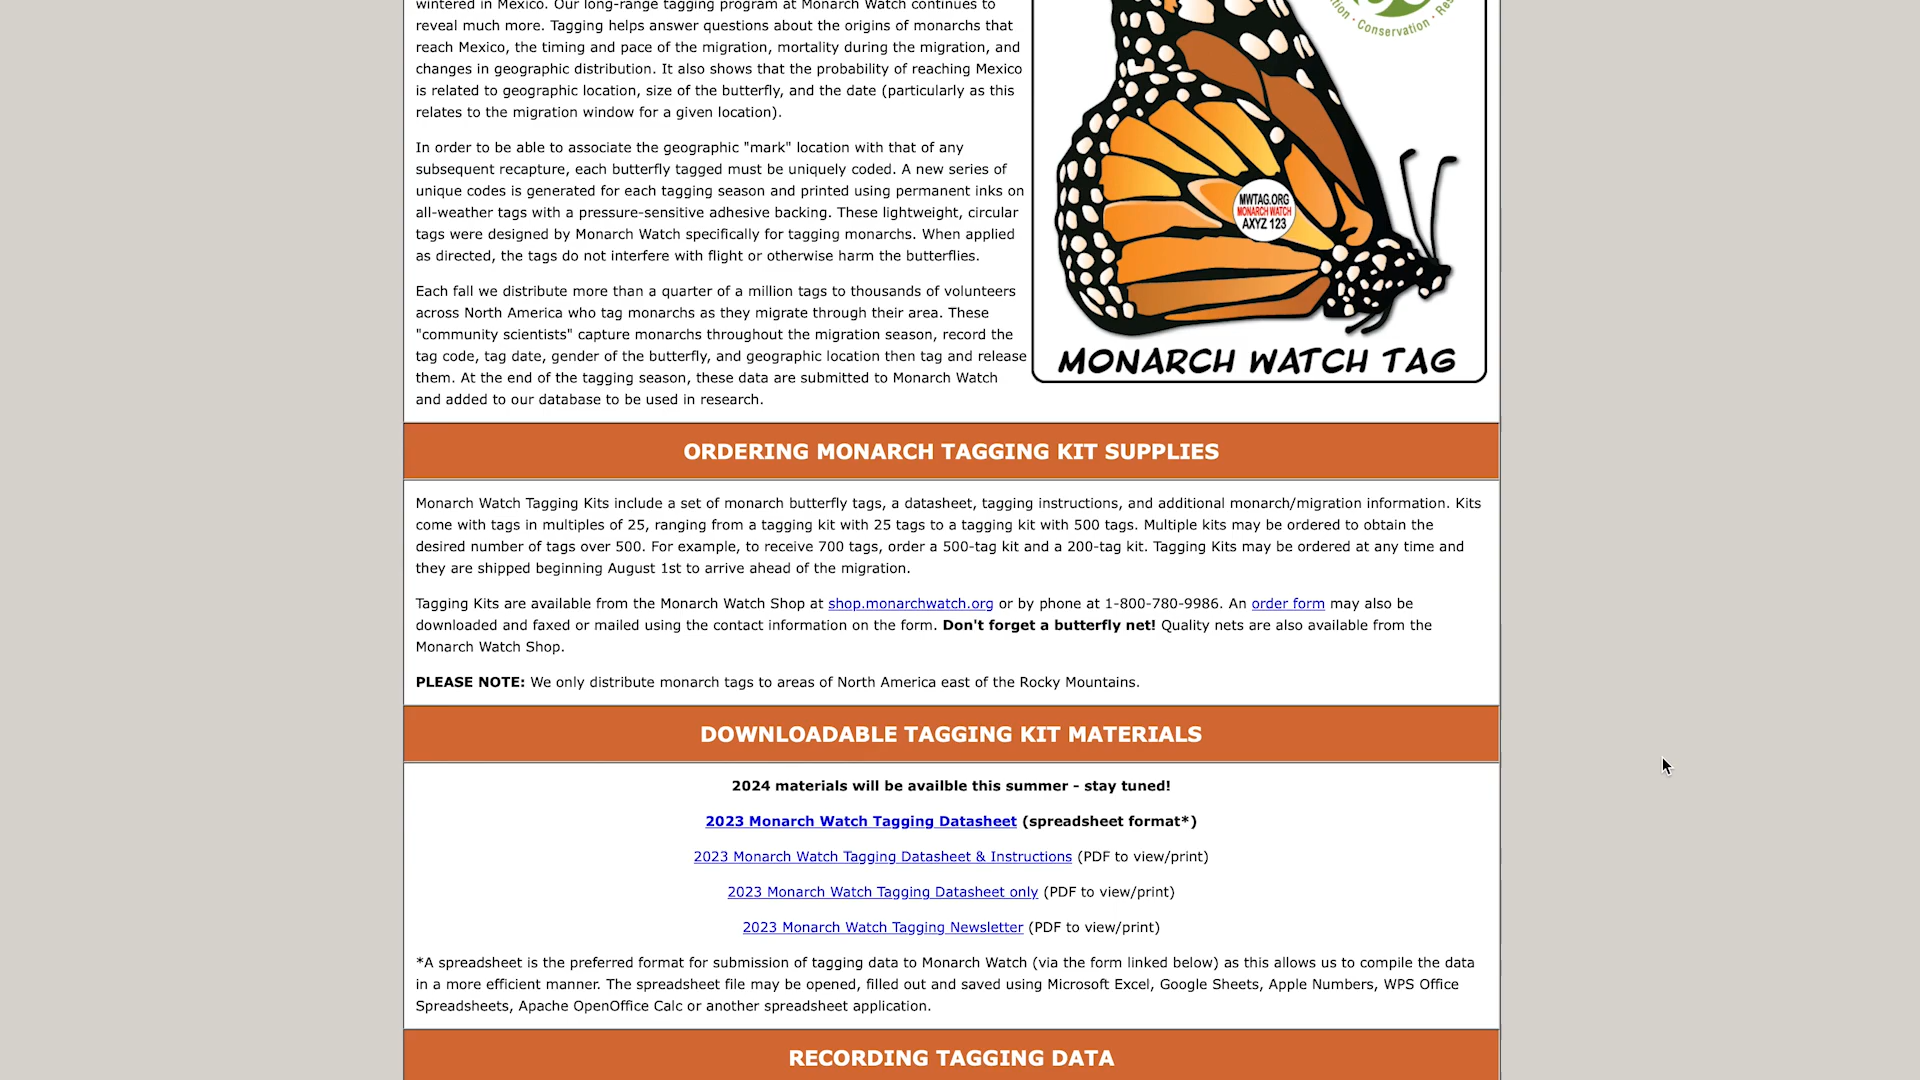 wintered in Mexico. Our long-range tagging program at Monarch Watch continues to
reveal much more. Tagging helps answer questions about the origins of monarchs that
reach Mexico, the timing and pace of the migration, mortality during the migration, and
changes in geographic distribution. It also shows that the probability of reaching Mexico
is related to geographic location, size of the butterfly, and the date (particularly as this
relates to the migration window for a given location).
In order to be able to associate the geographic "mark" location with that of any
subsequent recapture, each butterfly tagged must be uniquely coded. A new series of
unique codes is generated for each tagging season and printed using permanent inks on
all-weather tags with a pressure-sensitive adhesive backing. These lightweight, circular
tags were designed by Monarch Watch specifically for tagging monarchs. When applied
as directed, the tags do not interfere with flight or otherwise harm the butterflies.
Each fall we distribute more than a quarter of a million tags to thousands of volunteers
across North America who tag monarchs as they migrate through their area. These
"community scientists" capture monarchs throughout the migration season, record the
tag code, tag date, gender of the butterfly, and geographic location then tag and release
them. At the end of the tagging season, these data are submitted to Monarch Watch
and added to our database to be used in research.
Conservation
MWTAG.ORG
MONARCH WATCH
AXYZ 123
MONARCH WATCH TAG
ORDERING MONARCH TAGGING KIT SUPPLIES
Monarch Watch Tagging Kits include a set of monarch butterfly tags, a datasheet, tagging instructions, and additional monarch/migration information. Kits
come with tags in multiples of 25, ranging from a tagging kit with 25 tags to a tagging kit with 500 tags. Multiple kits may be ordered to obtain the
desired number of tags over 500. For example, to receive 700 tags, order a 500-tag kit and a 200-tag kit. Tagging Kits may be ordered at any time and
they are shipped beginning August 1st to arrive ahead of the migration.
Tagging Kits are available from the Monarch Watch Shop at shop.monarchwatch.org or by phone at 1-800-780-9986. An order form may also be
downloaded and faxed or mailed using the contact information on the form. Don't forget a butterfly net! Quality nets are also available from the
Monarch Watch Shop.
PLEASE NOTE: We only distribute monarch tags to areas of North America east of the Rocky Mountains.
DOWNLOADABLE TAGGING KIT MATERIALS
2024 materials will be availble this summer - stay tuned!
2023 Monarch Watch Tagging Datasheet (spreadsheet format*)
2023 Monarch Watch Tagging Datasheet & Instructions (PDF to view/print)
2023 Monarch Watch Tagging Datasheet only (PDF to view/print)
2023 Monarch Watch Tagging Newsletter (PDF to view/print)
*A spreadsheet is the preferred format for submission of tagging data to Monarch Watch (via the form linked below) as this allows us to compile the data
in a more efficient manner. The spreadsheet file may be opened, filled out and saved using Microsoft Excel, Google Sheets, Apple Numbers, WPS Office
Spreadsheets, Apache OpenOffice Calc or another spreadsheet application.
RECORDING TAGGING DATA